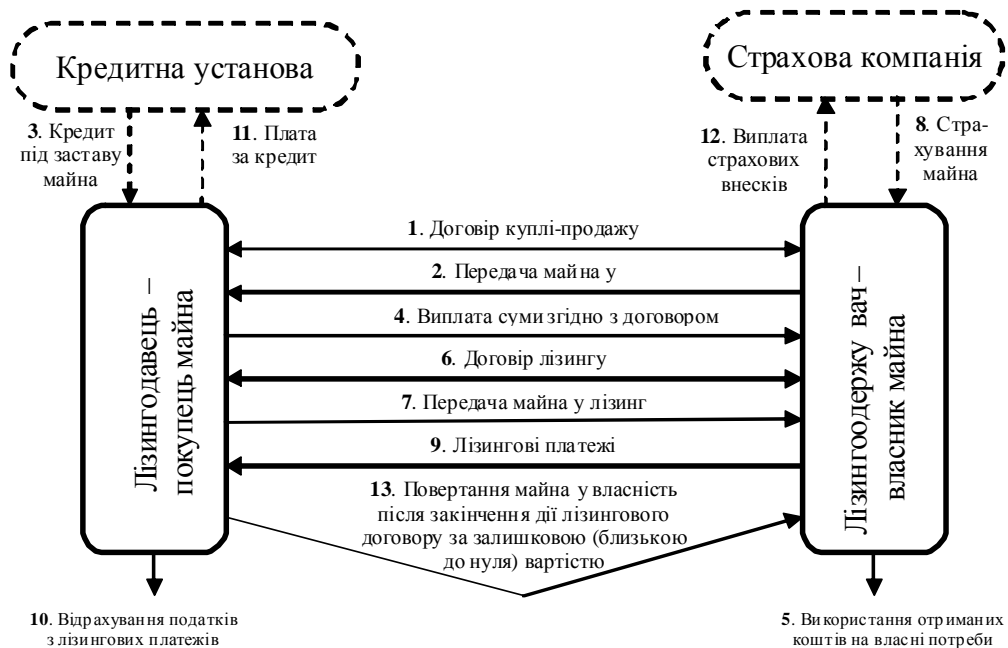 Кредитна установа
Страхова компанія
3. Кредит
під заставу
майна
11. Плата
за кредит
12. Виплата
страхових
внесків
8. Стра-
хування
майна
Лізингодавець –
покупець майна
1. Договір куплі-продажу
2. Передача майна у
4. Виплата суми згідно з договором
6. Договір лізингу
7. Передача майна у лізинг
9. Лізингові платежі
13. Повертання майна у власність
після закінчення дії лізингового
договору за залишковою (близькою
до нуля) вартістю
Лізингоодержу вач –
власник майна
10. Відрахування податків
з лізингових платежів
5. Використання отриманих
коштів на власні потреби